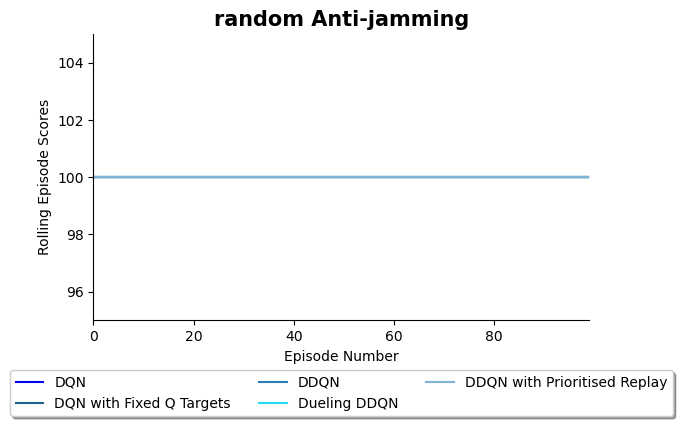 random Anti-jamming
104
102
100
98
96
Rolling Episode Scores
0 20 40 60 80
Episode Number
DQN DDQN DDQN with Prioritised Replay
DQN with Fixed Q Targets Dueling DDQN